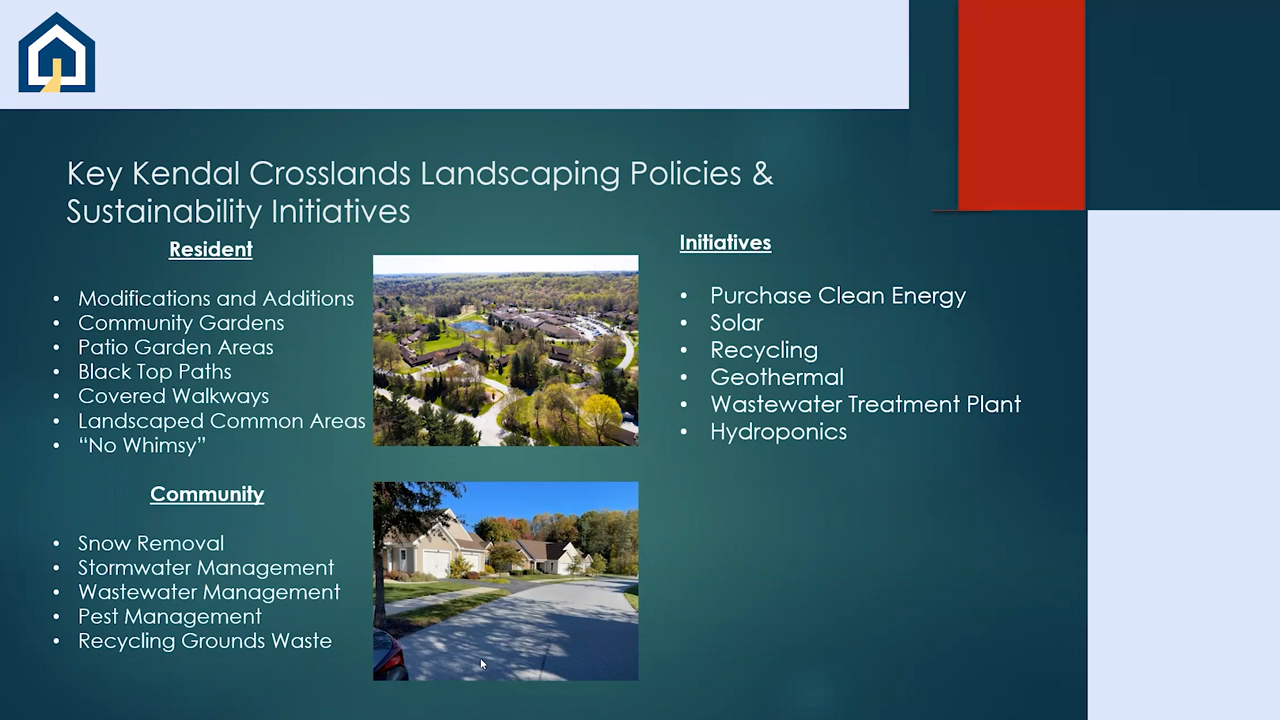 Key Kendal Crosslands Landscaping Policies &
Sustainability Initiatives
Resident
• Modifications and Additions
• Community Gardens
• Patio Garden Areas
• Black Top Paths
• Covered Walkways
• Landscaped Common Areas
• “No Whimsy”
Community
• Snow Removal
• Stormwater Management
• Wastewater Management
• Pest Management
• Recycling Grounds Waste
Initiatives
• Purchase Clean Energy
• Solar
• Recycling
• Geothermal
• Wastewater Treatment Plant
• Hydroponics